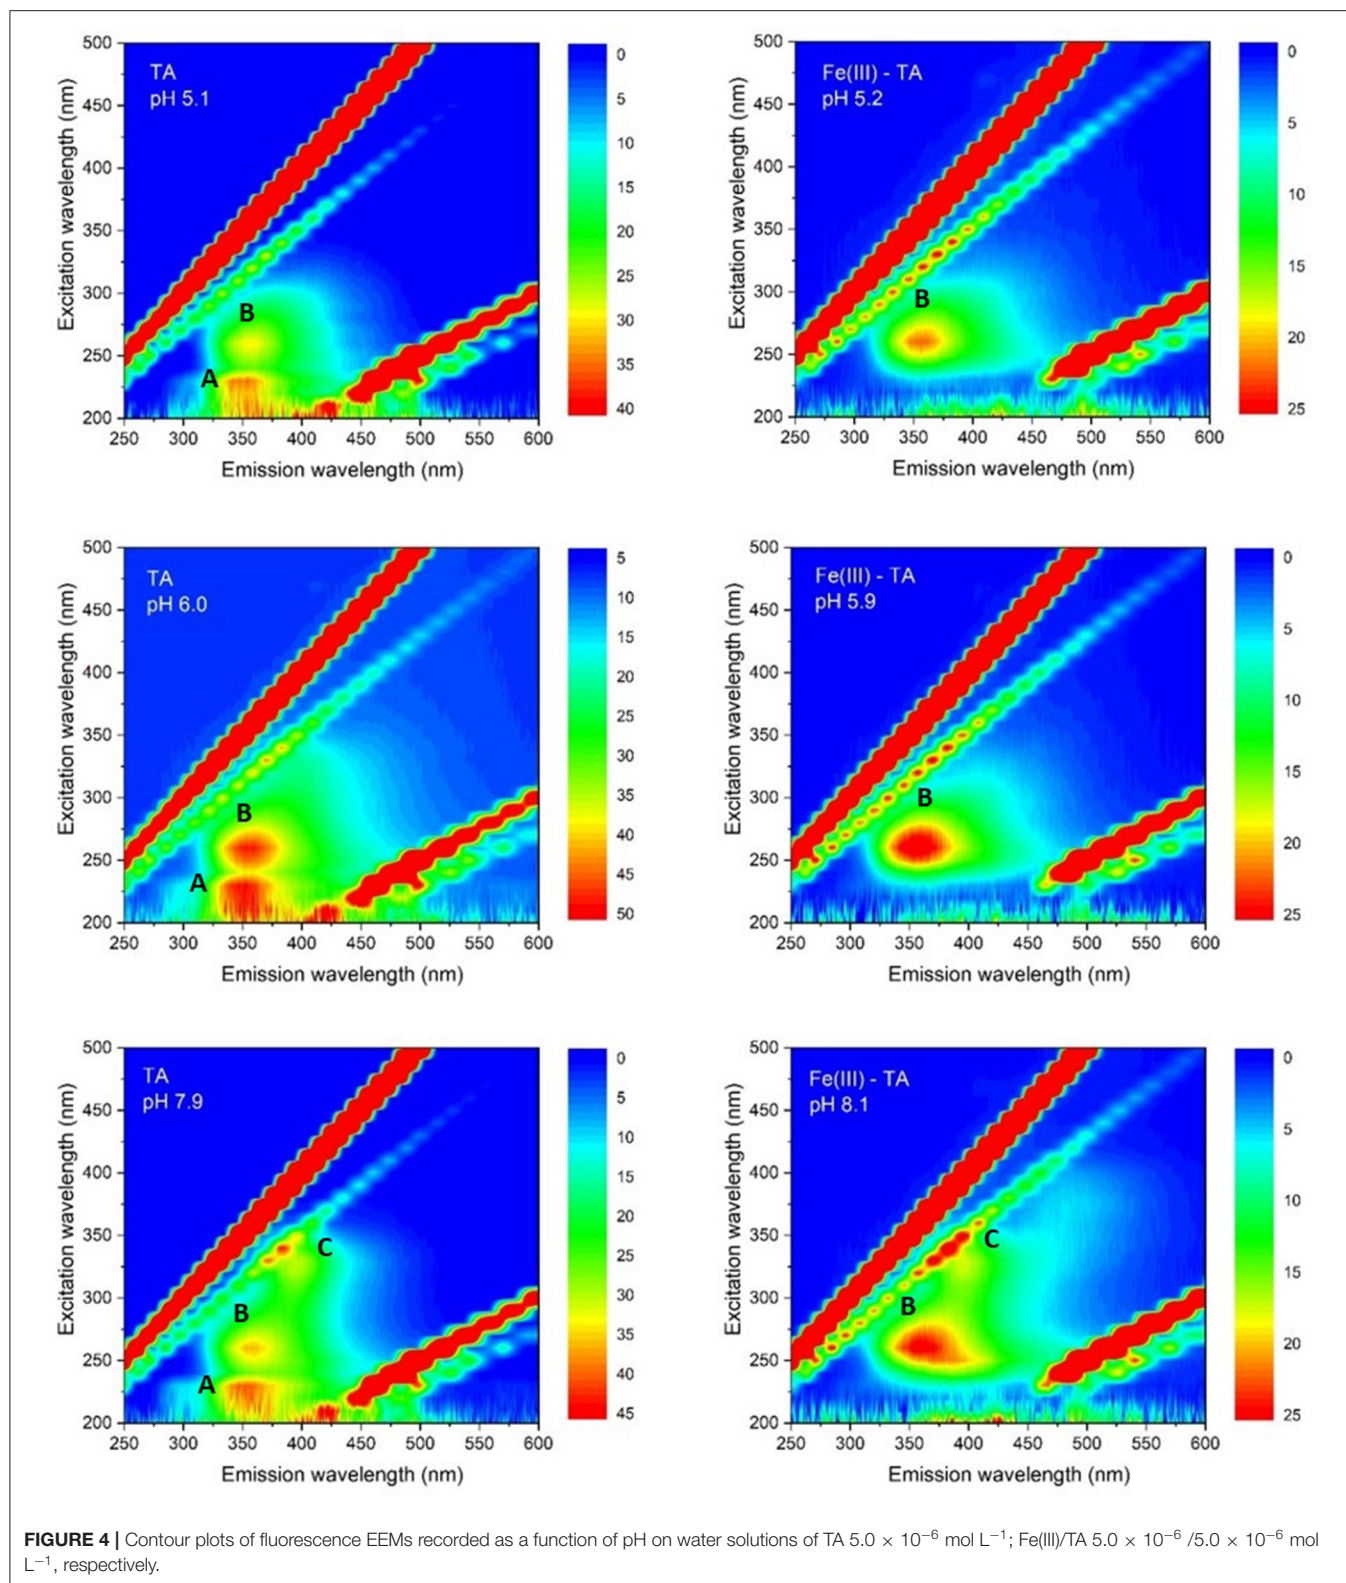 TA
pH 5.1
B
A
Excitation wavelength (nm)
500
450
400
350
300
250
200
250 300 350 400 450 500 550 600
Emission wavelength (nm)
0
5
10
15
20
25
30
35
40
Fe(III) - TA
pH 5.2
B
Excitation wavelength (nm)
500
450
400
350
300
250
200
250 300 350 400 450 500 550 600
Emission wavelength (nm)
0
5
10
15
20
25
TA
pH 6.0
B
A
Excitation wavelength (nm)
500
450
400
350
300
250
200
250 300 350 400 450 500 550 600
Emission wavelength (nm)
5
10
15
20
25
30
35
40
45
50
Fe(III) - TA
pH 5.9
B
Excitation wavelength (nm)
500
450
400
350
300
250
200
250 300 350 400 450 500 550 600
Emission wavelength (nm)
0
5
10
15
20
25
TA
pH 7.9
C
B
A
Excitation wavelength (nm)
500
450
400
350
300
250
200
250 300 350 400 450 500 550 600
Emission wavelength (nm)
0
5
10
15
20
25
30
35
40
45
Fe(III) - TA
pH 8.1
C
B
Excitation wavelength (nm)
500
450
400
350
300
250
200
250 300 350 400 450 500 550 600
Emission wavelength (nm)
0
5
10
15
20
25
FIGURE 4 | Contour plots of fluorescence EEMs recorded as a function of pH on water solutions of TA 5.0 × 10⁻⁶ mol L⁻¹; Fe(III)/TA 5.0 × 10⁻⁶ /5.0 × 10⁻⁶ mol
L⁻¹, respectively.